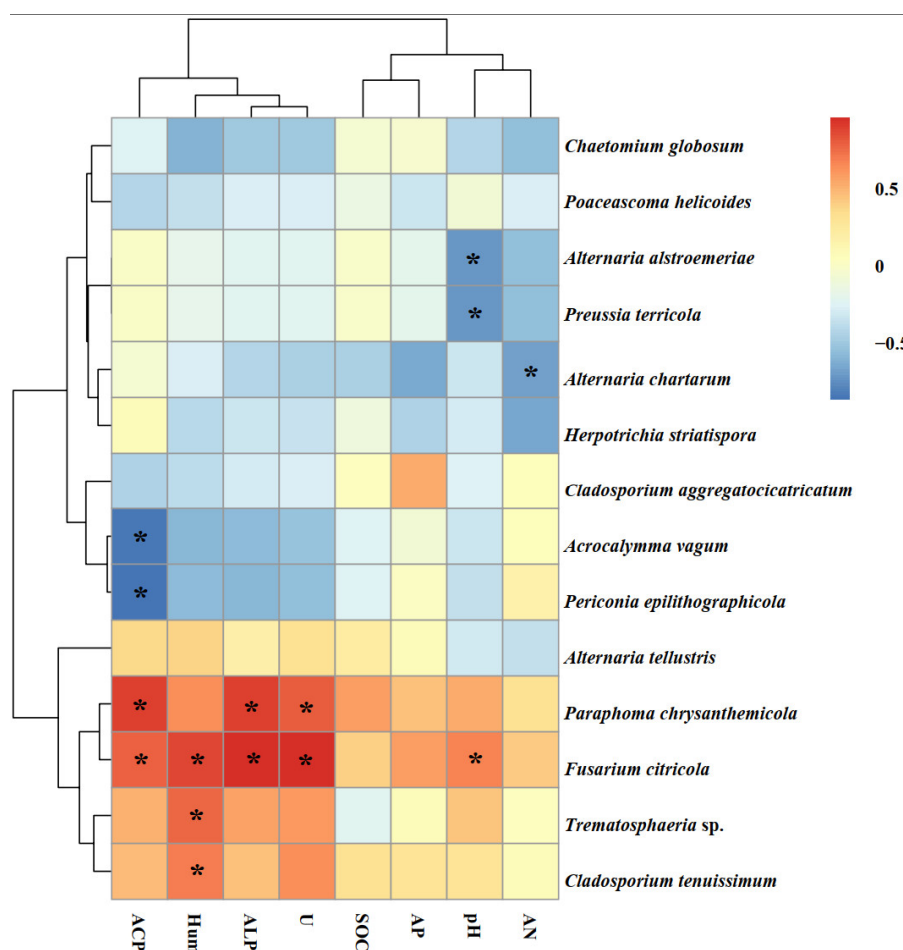 Chaetomium globosum
0.5
Poaceascoma helicoides
Alternaria alstroemeriae
0
Preussia terricola
−0.5
Alternaria chartarum
Herpotrichia striatispora
Cladosporium aggregatocicatricatum
Acrocalymma vagum
Periconia epilithographicola
Alternaria tellustris
Paraphoma chrysanthemicola
Fusarium citricola
Trematosphaeria sp.
Cladosporium tenuissimum
ACP
Hum
ALP
U
SOC
AP
pH
AN